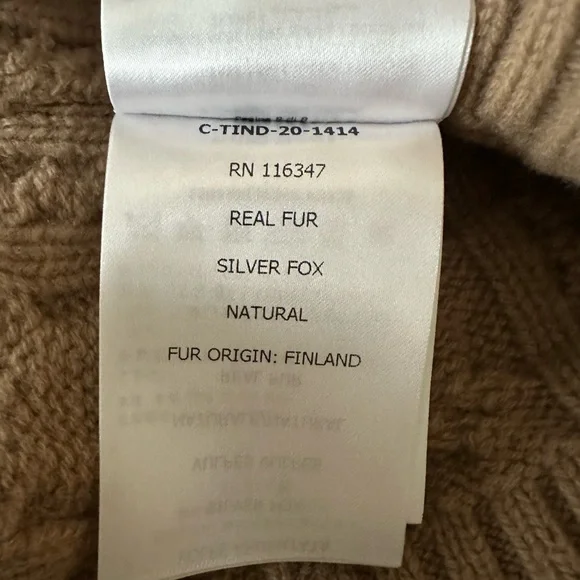 C-TIND-20-1414
RN 116347
REAL FUR
SILVER FOX
NATURAL
FUR ORIGIN: FINLAND